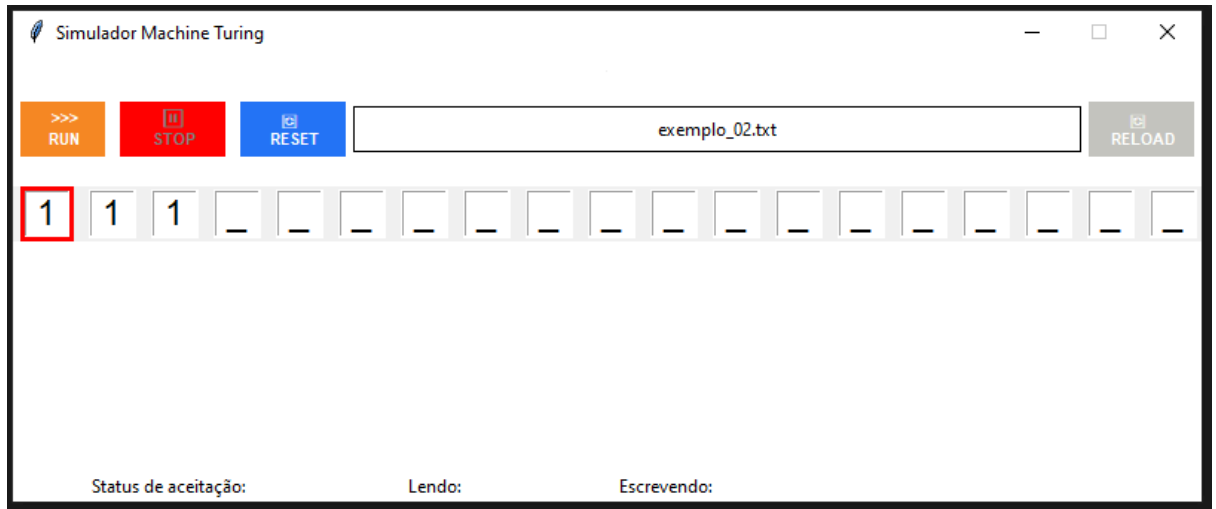 Simulador Machine Turing
>>> RUN
STOP
RESET
exemplo_02.txt
RELOAD
1 1 1 _ _ _ _ _ _ _ _ _ _ _ _ _ _ _ _
Status de aceitação: Lendo: Escrevendo: